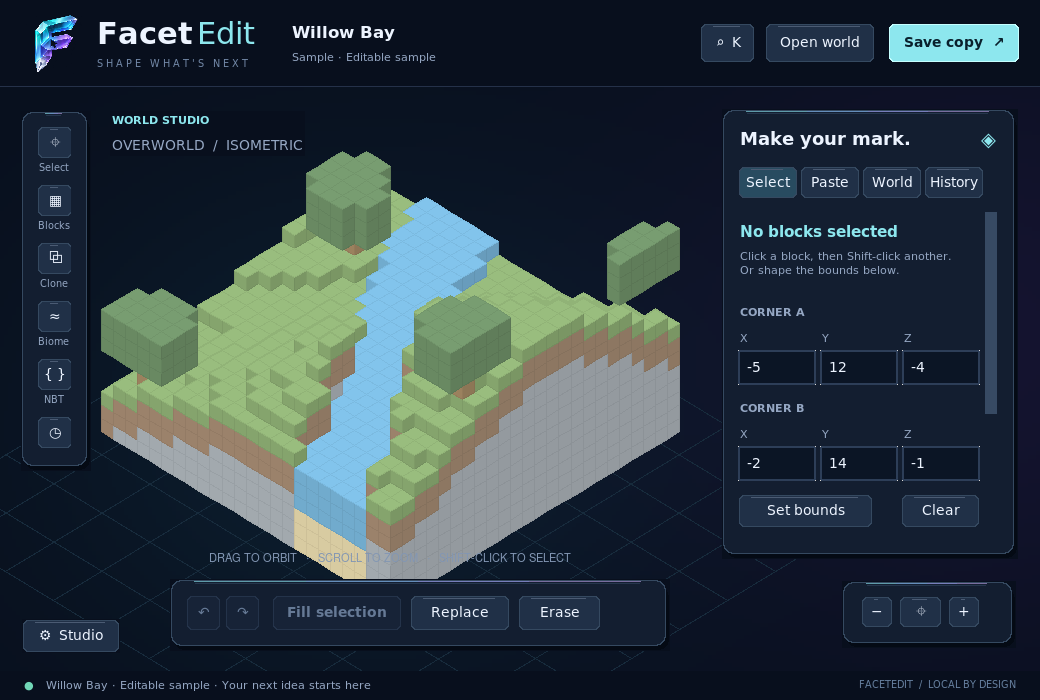 FacetEdit
SHAPE WHAT'S NEXT
Willow Bay
Sample · Editable sample
K
Open world
Save copy ↗
WORLD STUDIO
OVERWORLD / ISOMETRIC
Select
Blocks
Clone
Biome
{ }
NBT
Make your mark.
Select
Paste
World
History
No blocks selected
Click a block, then Shift-click another.
Or shape the bounds below.
CORNER A
X Y Z
-5 12 -4
CORNER B
X Y Z
-2 14 -1
Set bounds
Clear
DRAG TO ORBIT · SCROLL TO -CLICK TO SELECT
Fill selection
Replace
Erase
− +
Studio
Willow Bay · Editable sample · Your next idea starts here
FACETEDIT / LOCAL BY DESIGN